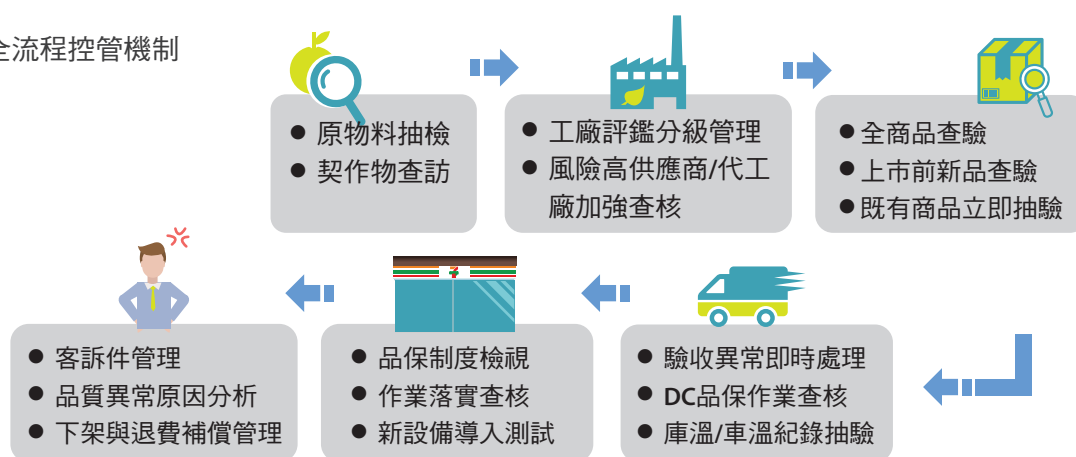 全流程控管機制
● 原物料抽檢
● 契作物查訪
● 工廠評鑑分級管理
● 風險高供應商/代工
廠加強查核
● 全商品查驗
● 上市前新品查驗
● 既有商品立即抽驗
● 驗收異常即時處理
● DC品保作業查核
● 庫溫/車溫紀錄抽驗
● 品保制度檢視
● 作業落實查核
● 新設備導入測試
● 客訴件管理
● 品質異常原因分析
● 下架與退費補償管理